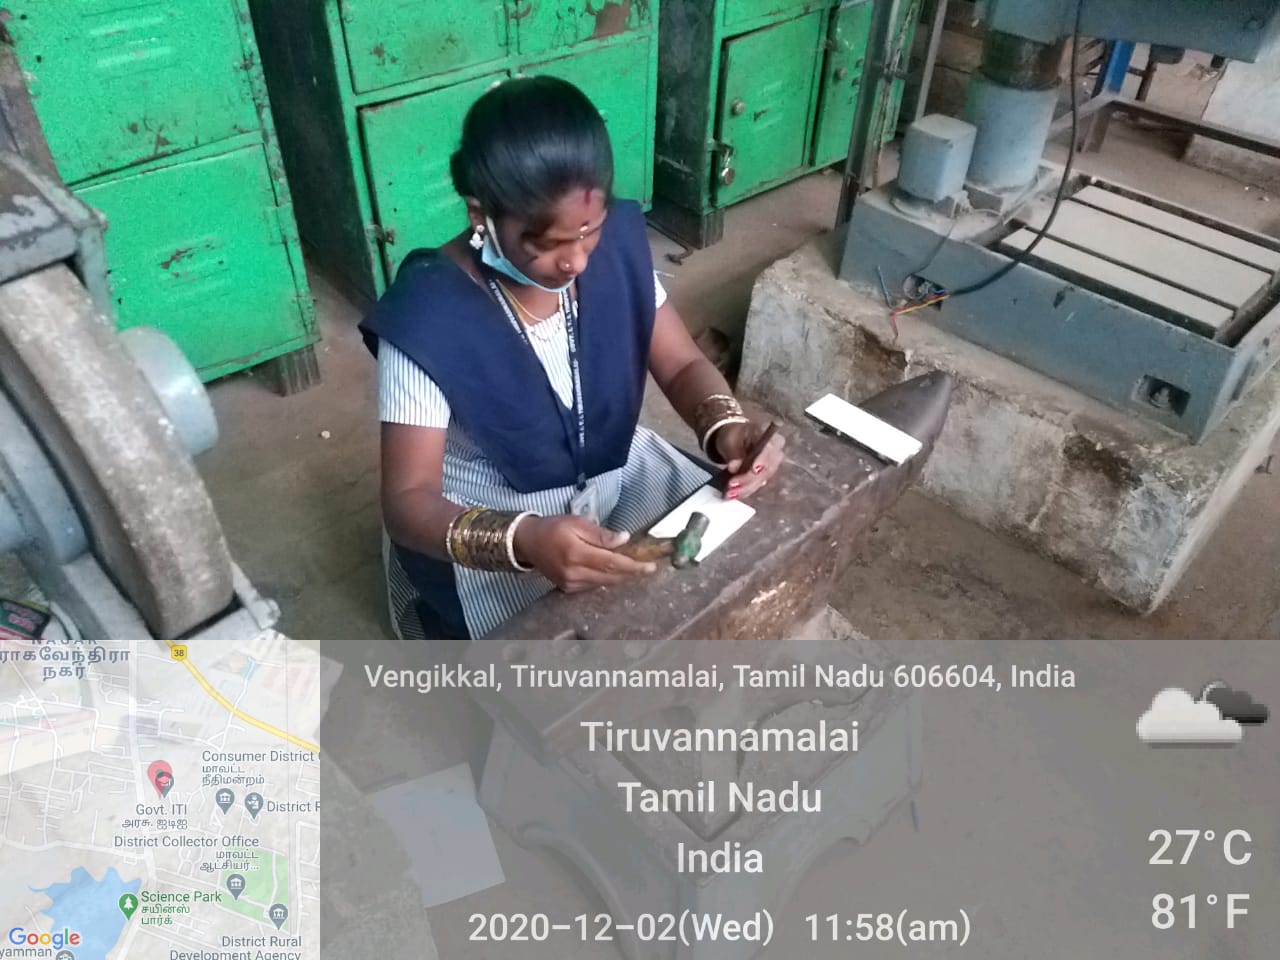 ராகவேந்திரா
நகர்
38
Consumer District
மாவட்ட
நீதிமன்றம்
Govt. ITI
அரசு. ஐடிஐ
District
District Collector Office
மாவட்ட
ஆட்சியர்...
Science Park
சயின்ஸ்
பார்க்
District Rural
Development Agency
Google
yamman
Vengikkal, Tiruvannamalai, Tamil Nadu 606604, India
Tiruvannamalai
Tamil Nadu
India
2020-12-02(Wed) 11:58(am)
27°C
81°F